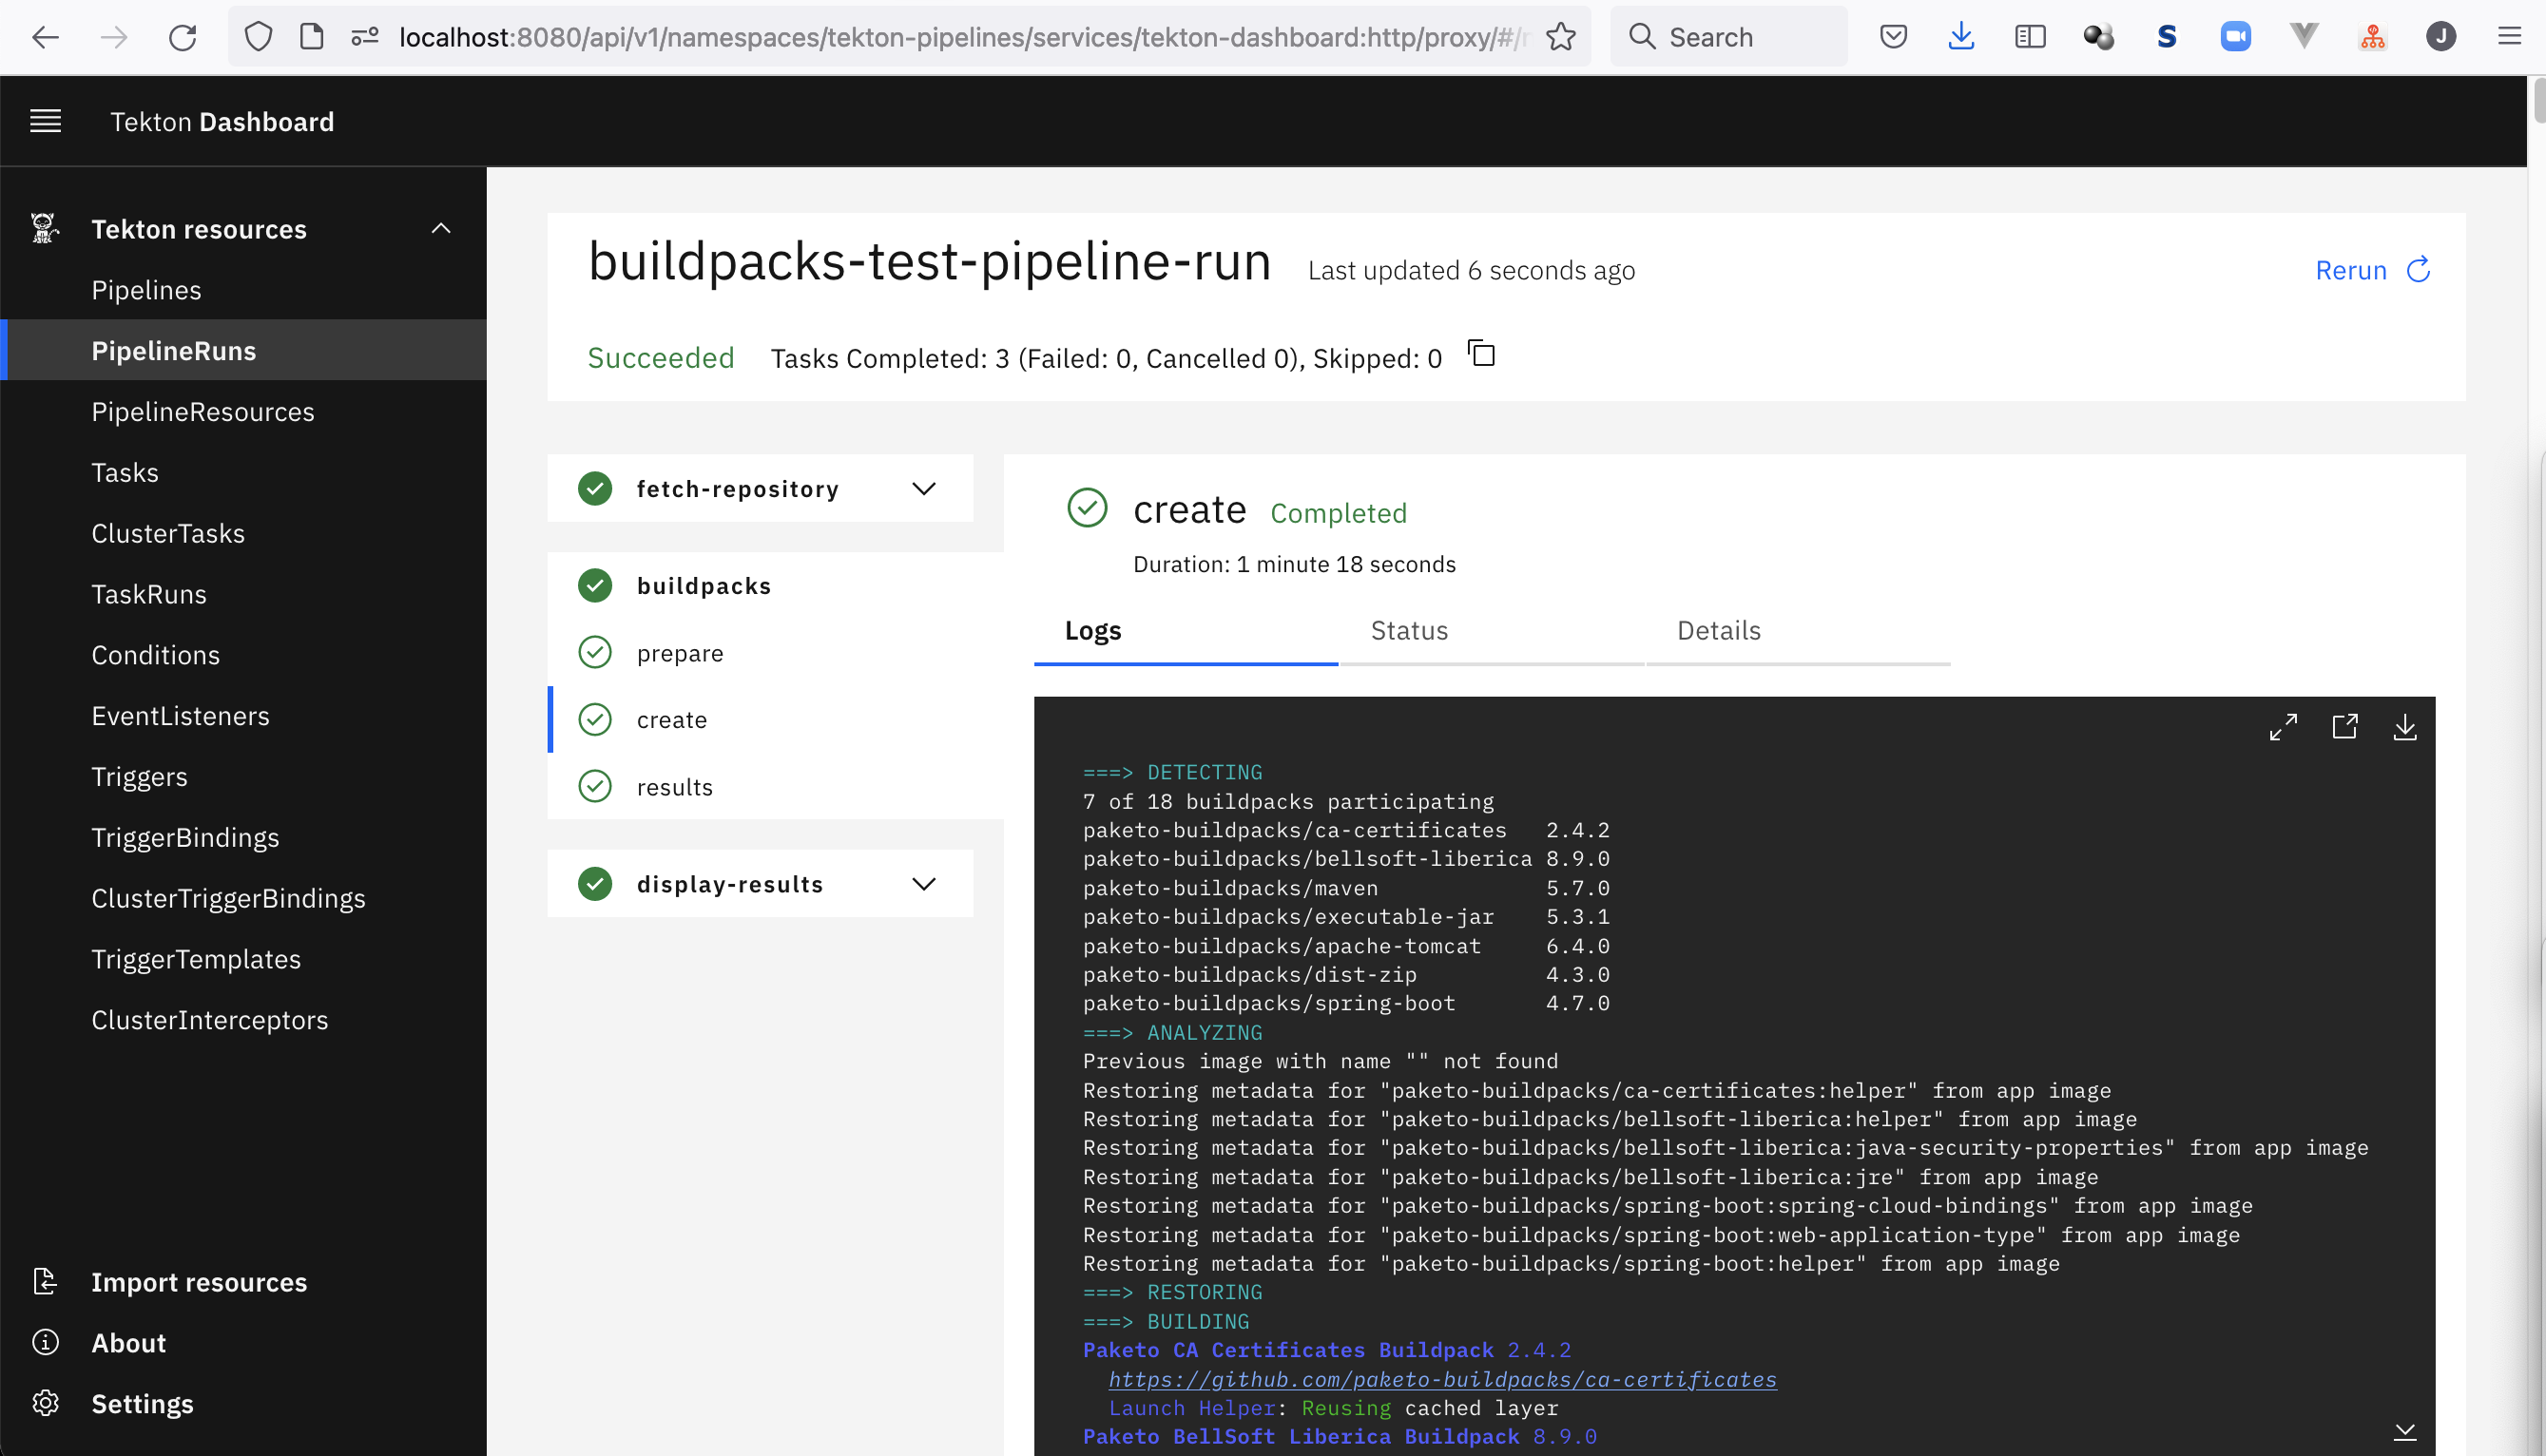 localhost:8080/api/v1/namespaces/tekton-pipelines/services/tekton-dashboard:http/proxy/#/
Search
S
J
Tekton Dashboard
Tekton resources
Pipelines
PipelineRuns
PipelineResources
Tasks
ClusterTasks
TaskRuns
Conditions
EventListeners
Triggers
TriggerBindings
ClusterTriggerBindings
TriggerTemplates
ClusterInterceptors
Import resources
About
Settings
buildpacks-test-pipeline-run Last updated 6 seconds ago
Rerun
Succeeded Tasks Completed: 3 (Failed: 0, Cancelled 0), Skipped: 0
fetch-repository
buildpacks
prepare
create
results
display-results
create Completed
Duration: 1 minute 18 seconds
Logs Status Details
===> DETECTING
7 of 18 buildpacks participating
paketo-buildpacks/ca-certificates 2.4.2
paketo-buildpacks/bellsoft-liberica 8.9.0
paketo-buildpacks/maven 5.7.0
paketo-buildpacks/executable-jar 5.3.1
paketo-buildpacks/apache-tomcat 6.4.0
paketo-buildpacks/dist-zip 4.3.0
paketo-buildpacks/spring-boot 4.7.0
===> ANALYZING
Previous image with name "" not found
Restoring metadata for "paketo-buildpacks/ca-certificates:helper" from app image
Restoring metadata for "paketo-buildpacks/bellsoft-liberica:helper" from app image
Restoring metadata for "paketo-buildpacks/bellsoft-liberica:java-security-properties" from app image
Restoring metadata for "paketo-buildpacks/bellsoft-liberica:jre" from app image
Restoring metadata for "paketo-buildpacks/spring-boot:spring-cloud-bindings" from app image
Restoring metadata for "paketo-buildpacks/spring-boot:web-application-type" from app image
Restoring metadata for "paketo-buildpacks/spring-boot:helper" from app image
===> RESTORING
===> BUILDING
Paketo CA Certificates Buildpack 2.4.2
https://github.com/paketo-buildpacks/ca-certificates
Launch Helper: Reusing cached layer
Paketo BellSoft Liberica Buildpack 8.9.0